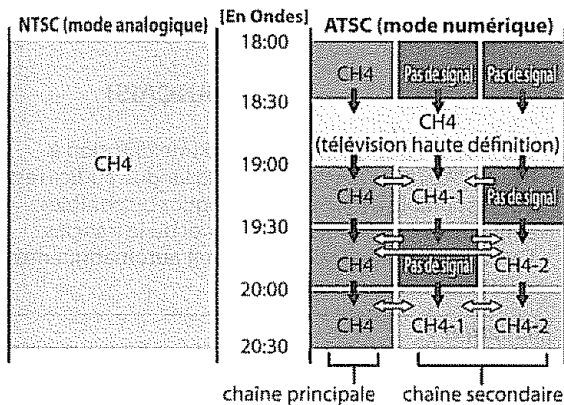 NTSC (mode analogique) [En Ondes] ATSC (mode numérique)
18:00
CH4 Pas de signal Pas de signal
18:30
CH4
(télévision haute définition)
CH4
19:00
CH4 CH4-1 Pas de signal
19:30
CH4 Pas de signal CH4-2
20:00
CH4 CH4-1 CH4-2
20:30
chaîne principale chaîne secondaire